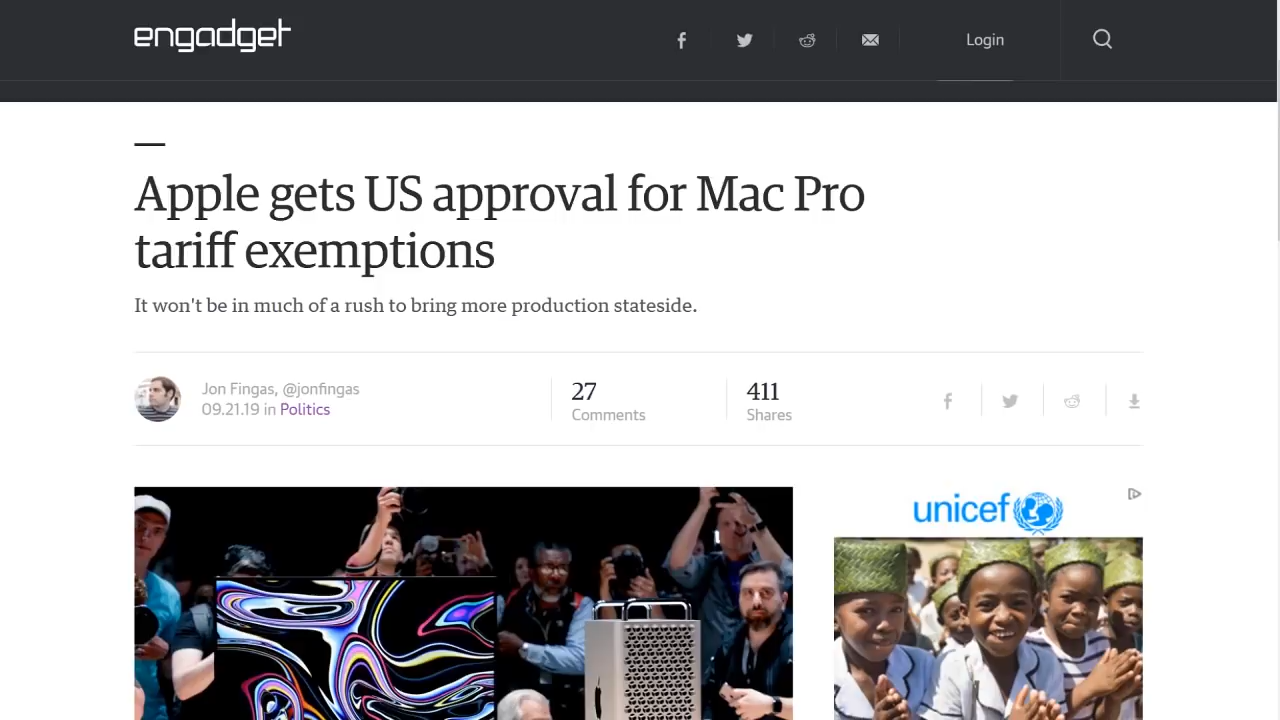 engadget
Login
Apple gets US approval for Mac Pro
tariff exemptions
It won't be in much of a rush to bring more production stateside.
Jon Fingas, @jonfingas
09.21.19 in Politics
27
Comments
411
Shares
unicef